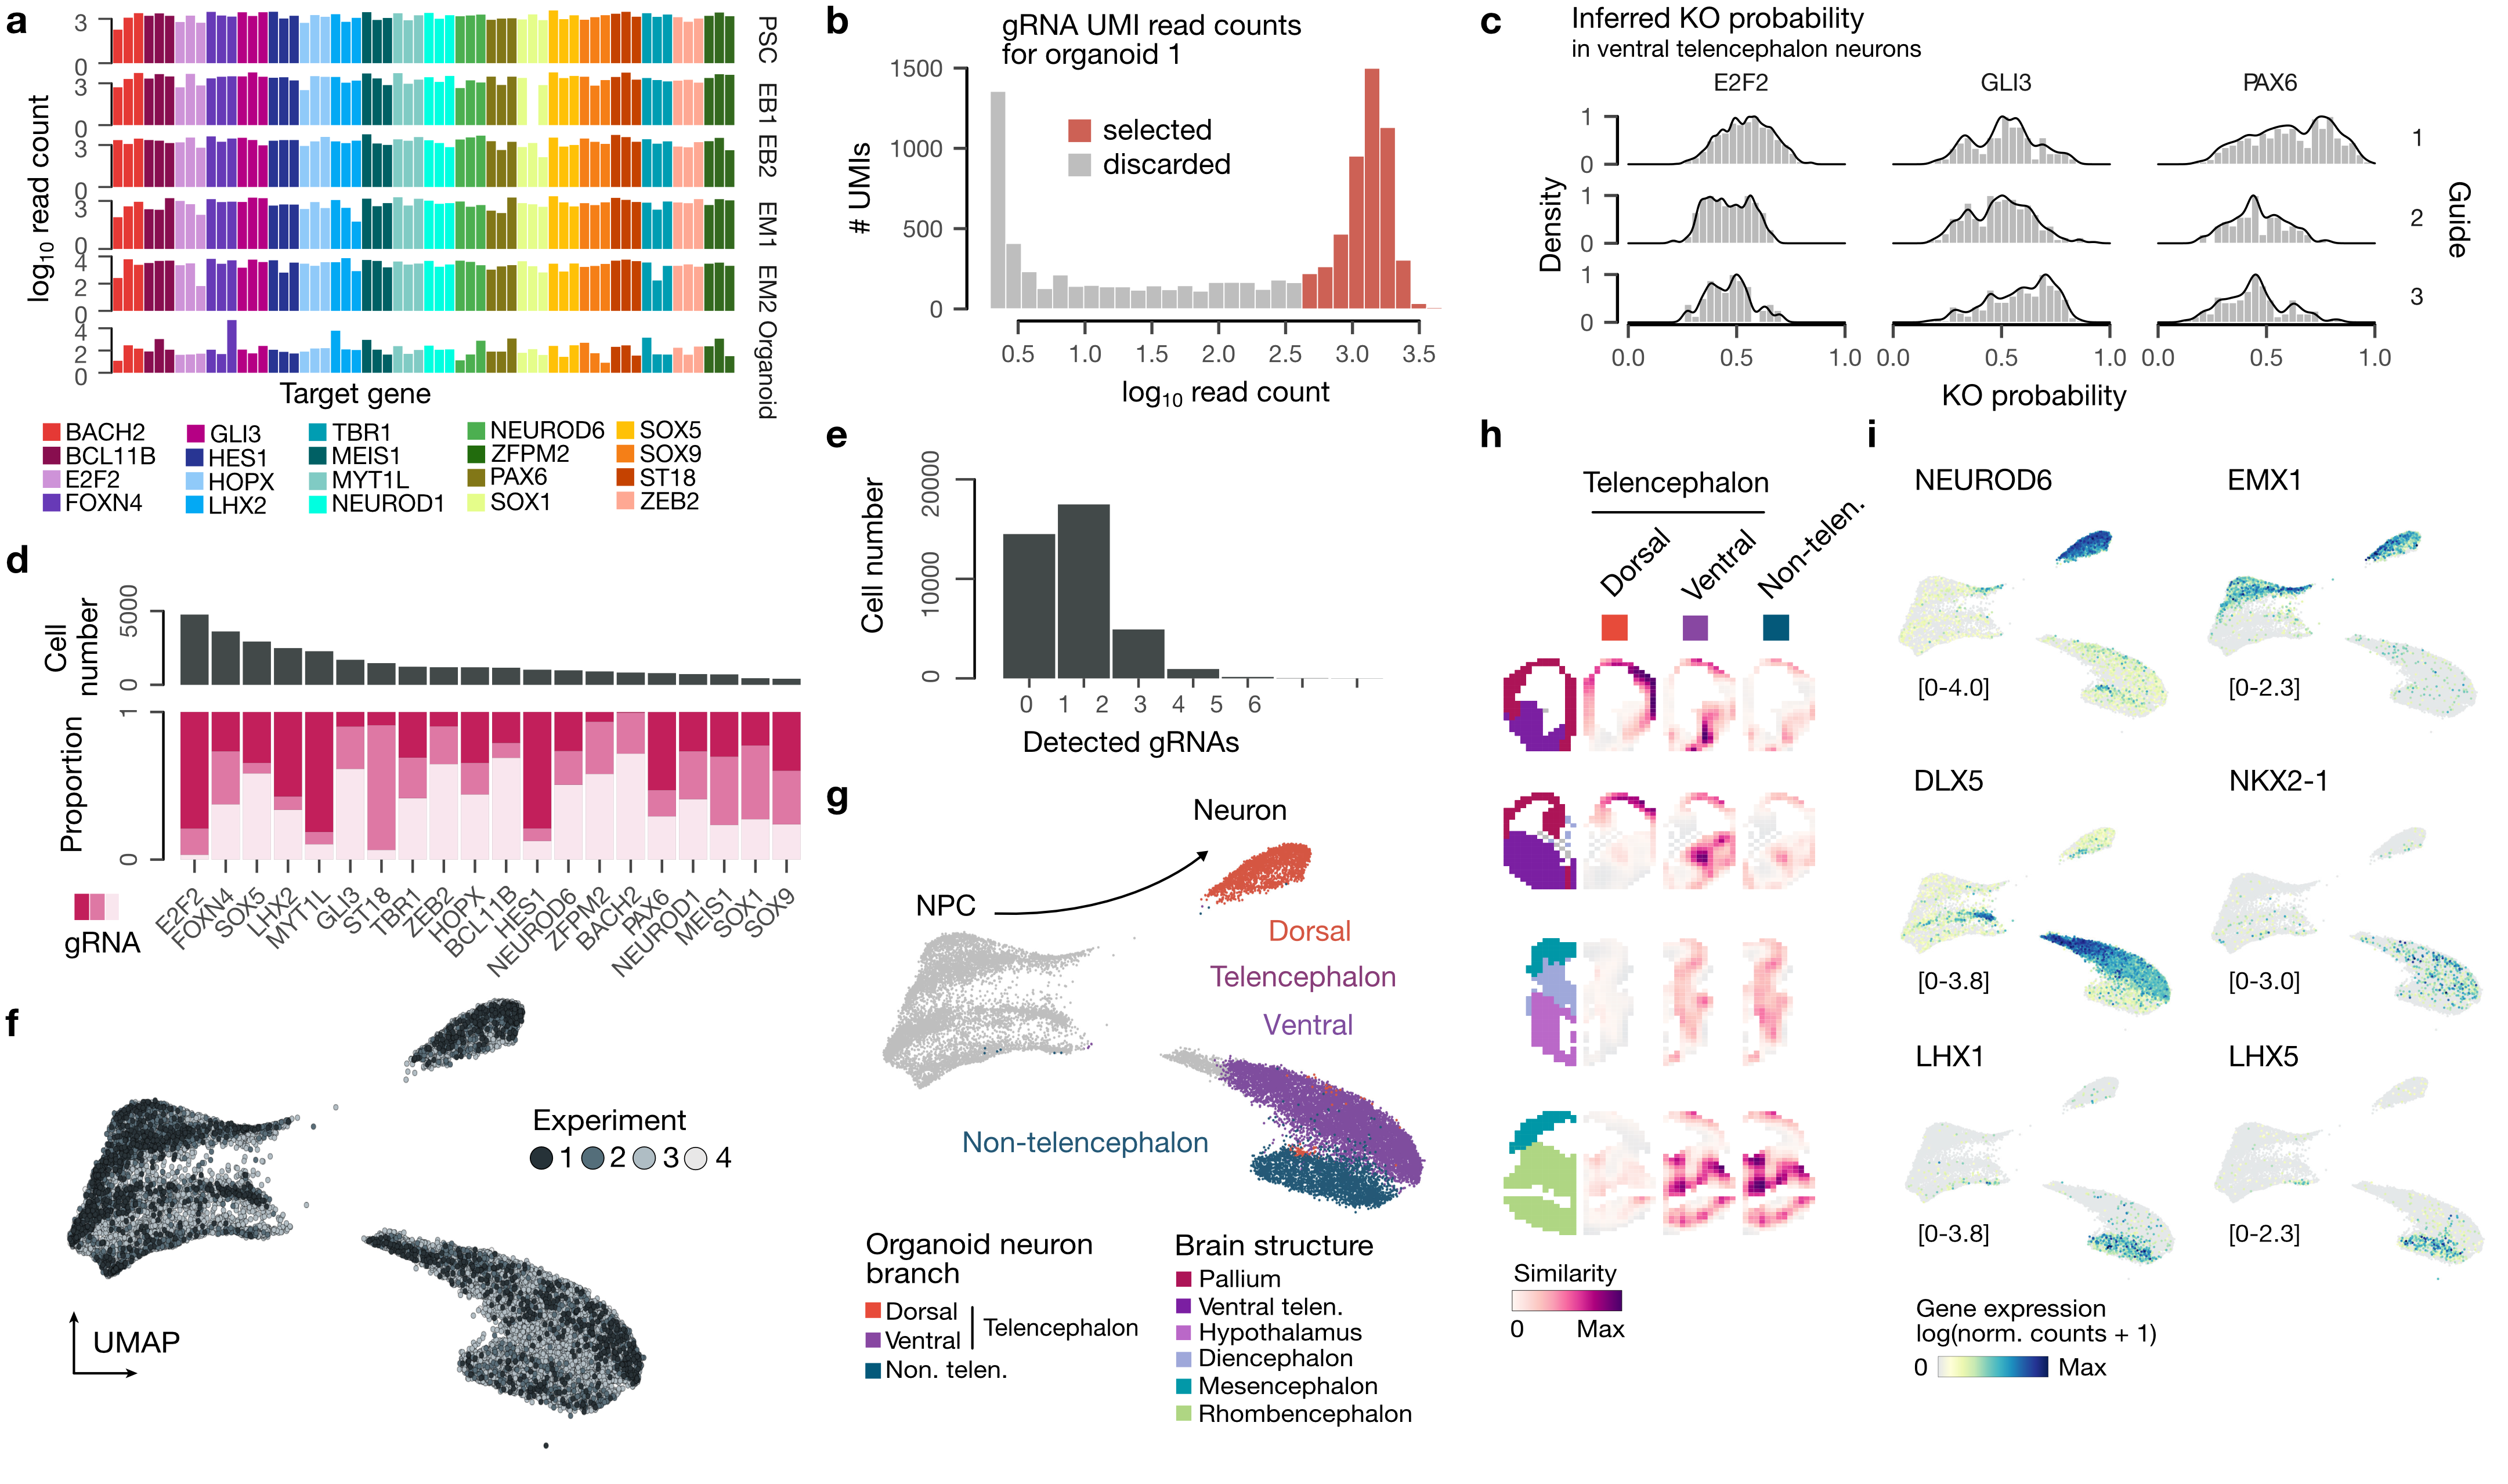 a
log10 read count
3
0
PSC
3
0
EB1
3
0
EB2
3
0
EM1
4
2
0
EM2
4
2
0
Organoid
Target gene
BACH2
BCL11B
E2F2
FOXN4
GLI3
HES1
HOPX
LHX2
TBR1
MEIS1
MYT1L
NEUROD1
NEUROD6
ZFPM2
PAX6
SOX1
SOX5
SOX9
ST18
ZEB2
b
gRNA UMI read counts
for organoid 1
# UMIs
1500
1000
500
0
selected
discarded
0.5 1.0 1.5 2.0 2.5 3.0 3.5
log10 read count
c
Inferred KO probability
in ventral telencephalon neurons
E2F2 GLI3 PAX6
Density
1
0
1
1
0
2
1
0
3
Guide
0.0 0.5 1.0 0.0 0.5 1.0 0.0 0.5 1.0
KO probability
d
Cell
number
5000
0
Proportion
1
0
gRNA
E2F2
FOXN4
SOX5
LHX2
MYT1L
GLI3
ST18
TBR1
ZEB2
HOPX
BCL11B
HES1
NEUROD6
ZFPM2
BACH2
PAX6
NEUROD1
MEIS1
SOX1
SOX9
e
Cell number
20000
10000
0
0 1 2 3 4 5 6
Detected gRNAs
f
Experiment
1 2 3 4
UMAP
g
Neuron
NPC
Dorsal
Telencephalon
Ventral
Non-telencephalon
Organoid neuron
branch
Dorsal
Ventral
Telencephalon
Non. telen.
Brain structure
Pallium
Ventral telen.
Hypothalamus
Diencephalon
Mesencephalon
Rhombencephalon
h
Telencephalon
Dorsal
Ventral
Non-telen.
Similarity
0 Max
i
NEUROD6
[0-4.0]
EMX1
[0-2.3]
DLX5
[0-3.8]
NKX2-1
[0-3.0]
LHX1
[0-3.8]
LHX5
[0-2.3]
Gene expression
log(norm. counts + 1)
0 Max